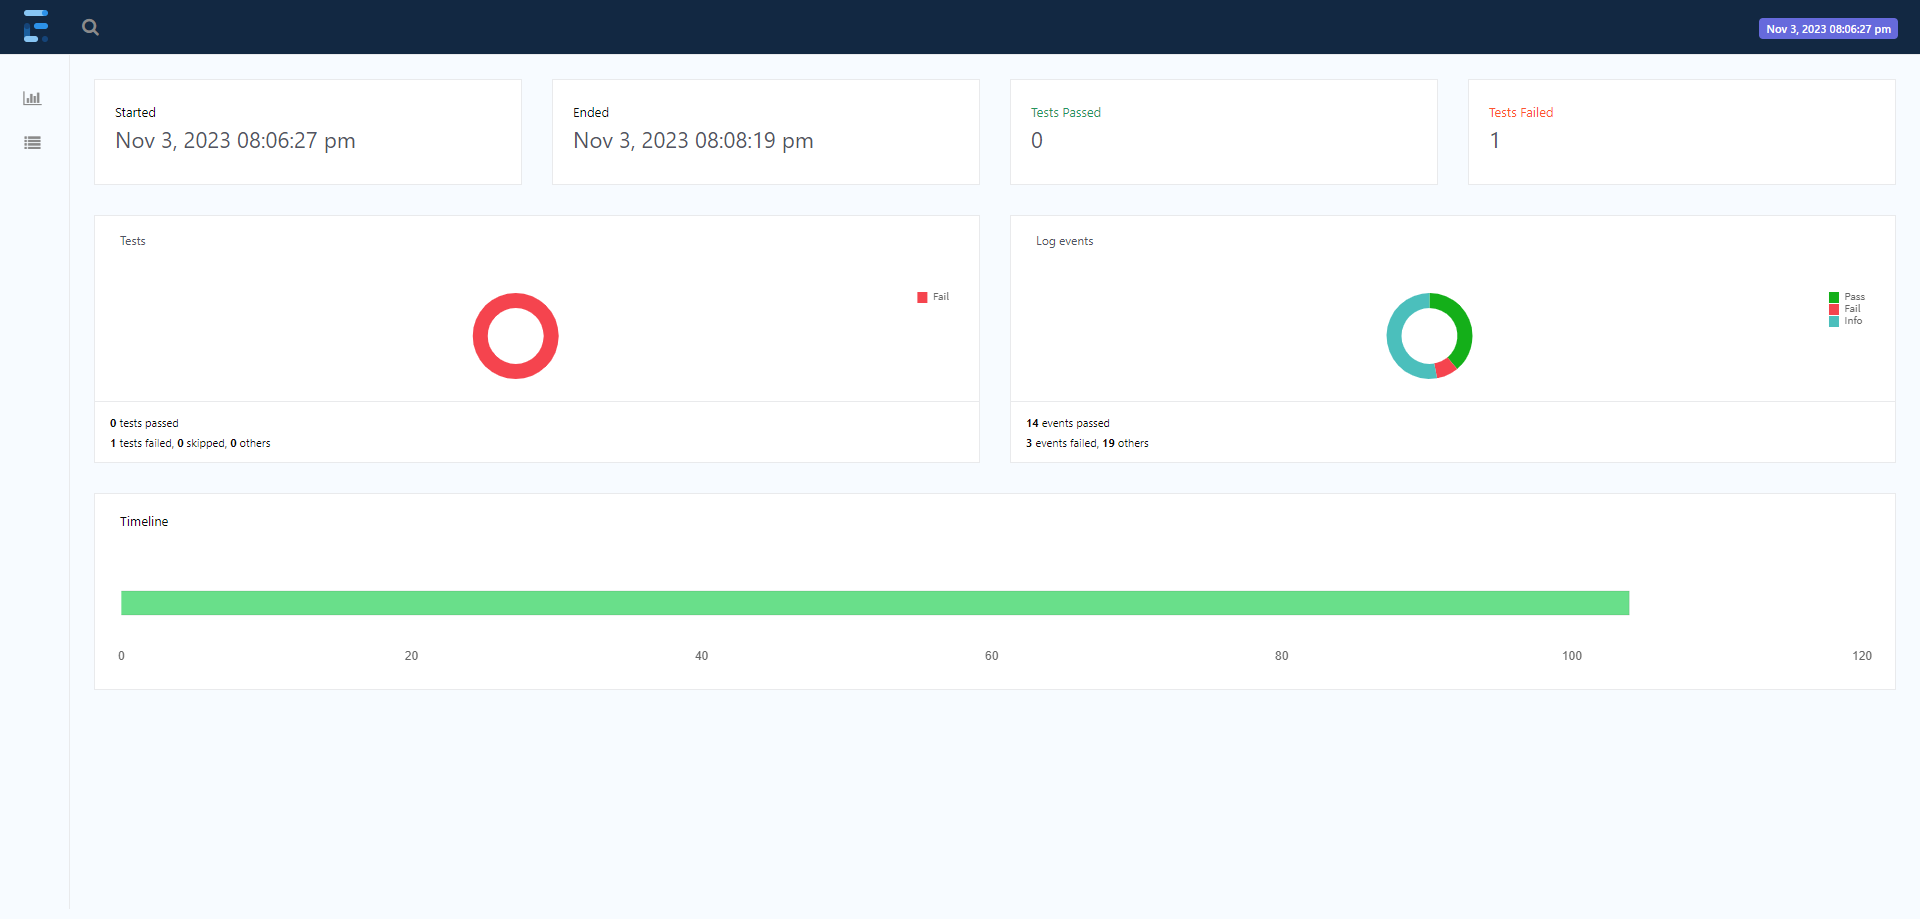 Nov 3, 2023 08:06:27 pm
Started
Nov 3, 2023 08:06:27 pm
Ended
Nov 3, 2023 08:08:19 pm
Tests Passed
0
Tests Failed
1
Tests
Fail
0 tests passed
1 tests failed, 0 skipped, 0 others
Log events
Pass
Fail
Info
14 events passed
3 events failed, 19 others
Timeline
0 20 40 60 80 100 120